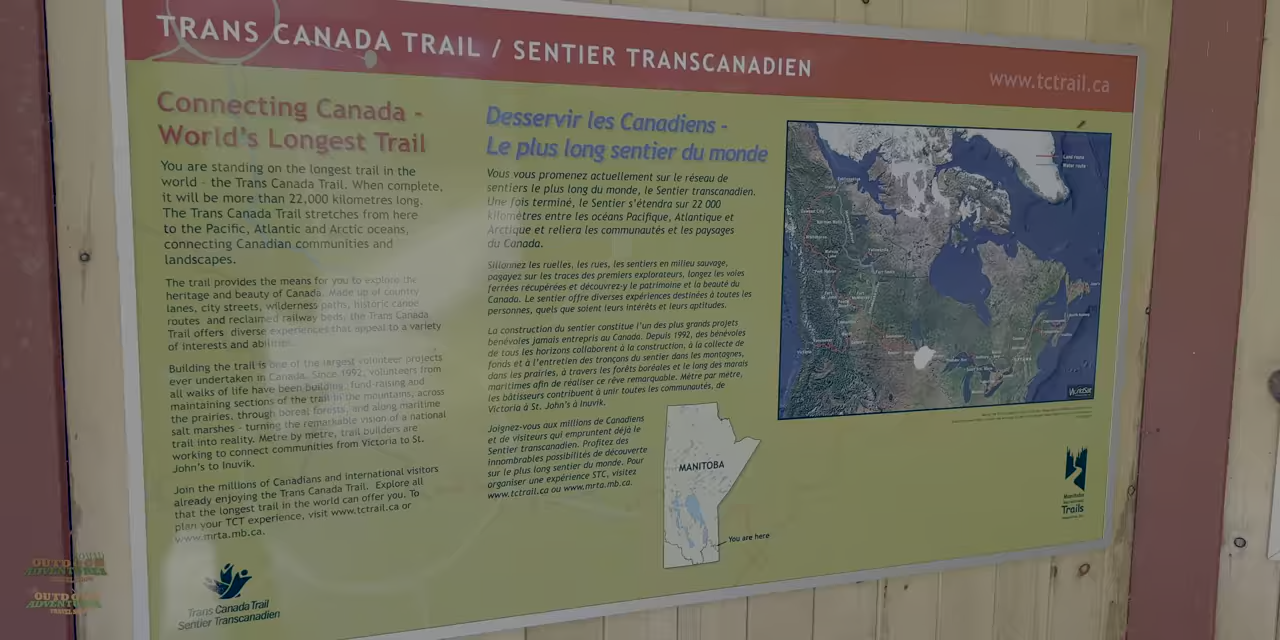 TRANS CANADA TRAIL / SENTIER TRANSCANADIEN
www.tctrail.ca
Connecting Canada -
World's Longest Trail
You are standing on the longest trail in the
world - the Trans Canada Trail. When complete,
it will be more than 22,000 kilometres long.
The Trans Canada Trail stretches from here
to the Pacific, Atlantic and Arctic oceans,
connecting Canadian communities and
landscapes.
The trail provides the means for you to explore the
heritage and beauty of Canada. Made up of country
lanes, city streets, wilderness paths, historic canoe
routes and reclaimed railway beds, the Trans Canada
Trail offers diverse experiences that appeal to a variety
of interests and abilities.
Building the trail is one of the largest volunteer projects
ever undertaken in Canada. Since 1992, volunteers from
all walks of life have been building, fund-raising and
maintaining sections of the trail in the mountains, across
the prairies, through boreal forests, and along maritime
salt marshes - turning the remarkable vision of a national
trail into reality. Metre by metre, trail builders are
working to connect communities from Victoria to St.
John's to Inuvik.
Join the millions of Canadians and international visitors
already enjoying the Trans Canada Trail. Explore all
that the longest trail in the world can offer you. To
plan your TCT experience, visit www.tctrail.ca or
www.mrta.mb.ca.
Trans Canada Trail
Sentier Transcanadien
Desservir les Canadiens -
Le plus long sentier du monde
Vous vous promenez actuellement sur le réseau de
sentiers le plus long du monde, le Sentier transcanadien.
Une fois terminé, le Sentier s'étendra sur 22 000
kilomètres entre les océans Pacifique, Atlantique et
Arctique et reliera les communautés et les paysages
du Canada.
Sillonnez les ruelles, les rues, les sentiers en milieu sauvage,
pagayez sur les traces des premiers explorateurs, longez les voies
ferrées récupérées et découvrez-y le patrimoine et la beauté du
Canada. Le sentier offre diverses expériences destinées à toutes les
personnes, quels que soient leurs intérêts et leurs aptitudes.
La construction du sentier constitue l'un des plus grands projets
bénévoles jamais entrepris au Canada. Depuis 1992, des bénévoles
de tous les horizons collaborent à la construction, à la collecte de
fonds et à l'entretien des tronçons du sentier dans les montagnes,
dans les prairies, à travers les forêts boréales et le long des marais
maritimes afin de réaliser ce rêve remarquable. Mètre par mètre,
les bâtisseurs contribuent à unir toutes les communautés, de
Victoria à St. John's à Inuvik.
Joignez-vous aux millions de Canadiens
et de visiteurs qui empruntent déjà le
Sentier transcanadien. Profitez des
innombrables possibilités de découverte
sur le plus long sentier du monde. Pour
organiser une expérience STC, visitez
www.tctrail.ca ou www.mrta.mb.ca.
MANITOBA
You are here
Land route
Water route
WorldSat
Manitoba
Trails
OUTDOOR
ADVENTURES
OUTDOOR
ADVENTURES